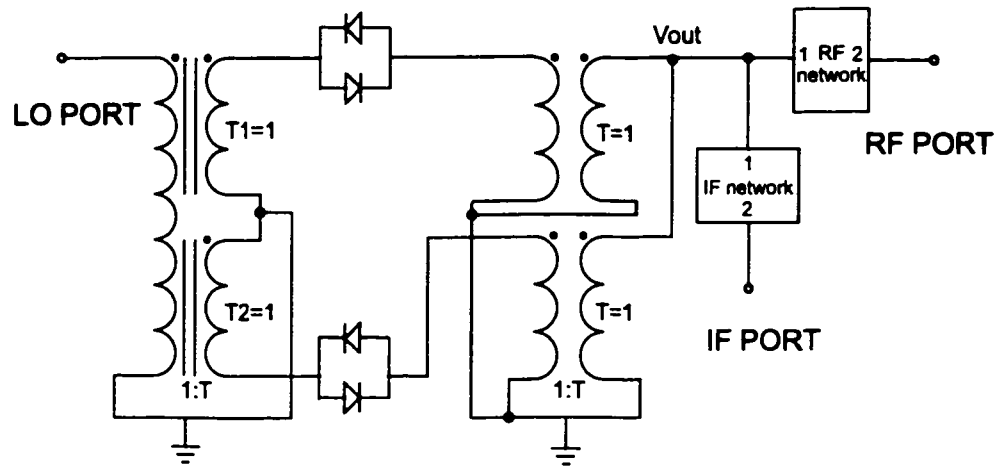 Vout
1 RF 2
network
LO PORT
T1=1
T=1
RF PORT
1
IF network
2
T2=1
T=1
IF PORT
1:T
1:T